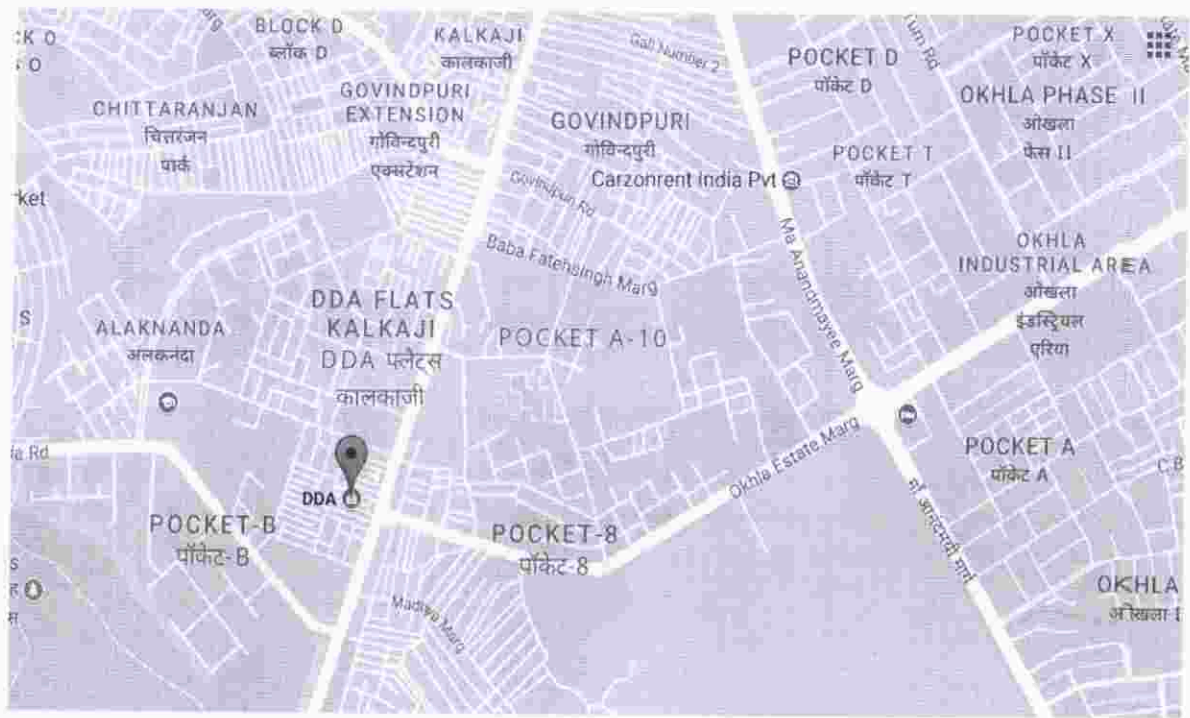 BLOCK D
ब्लॉक D
KALKAJI
कालकाजी
Gali Number 2
POCKET D
पॉकेट D
POCKET X
पॉकेट X
CHITTARANJAN
चित्तरंजन
पार्क
GOVINDPURI
EXTENSION
गोविन्दपुरी
एक्सटेंशन
GOVINDPURI
गोविन्दपुरी
OKHLA PHASE II
ओखला
फेस II
POCKET T
पॉकेट T
Carzonrent India Pvt
Govindpuri Rd
Baba Fatehsingh Marg
Ma Anandmayee Marg
OKHLA
INDUSTRIAL AREA
ओखला
इंडस्ट्रियल
एरिया
DDA FLATS
KALKAJI
DDA फ्लैट्स
कालकाजी
ALAKNANDA
अलकनंदा
POCKET A-10
Okhla Estate Marg
POCKET A
पॉकेट A
DDA
POCKET-B
पॉकेट-B
POCKET-8
पॉकेट-8
माँ आनंदमयी मार्ग
OKHLA